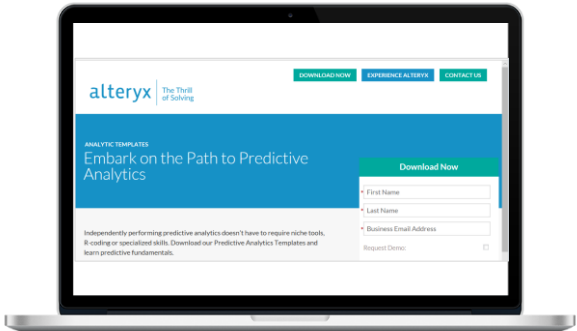 DOWNLOAD NOW
EXPERIENCE ALTERYX
CONTACT US
alteryx
The Thrill
of Solving
ANALYTIC TEMPLATES
Embark on the Path to Predictive
Analytics
Download Now
* First Name
* Last Name
* Business Email Address
Request Demo:
Independently performing predictive analytics doesn't have to require niche tools,
R-coding or specialized skills. Download our Predictive Analytics Templates and
learn predictive fundamentals.